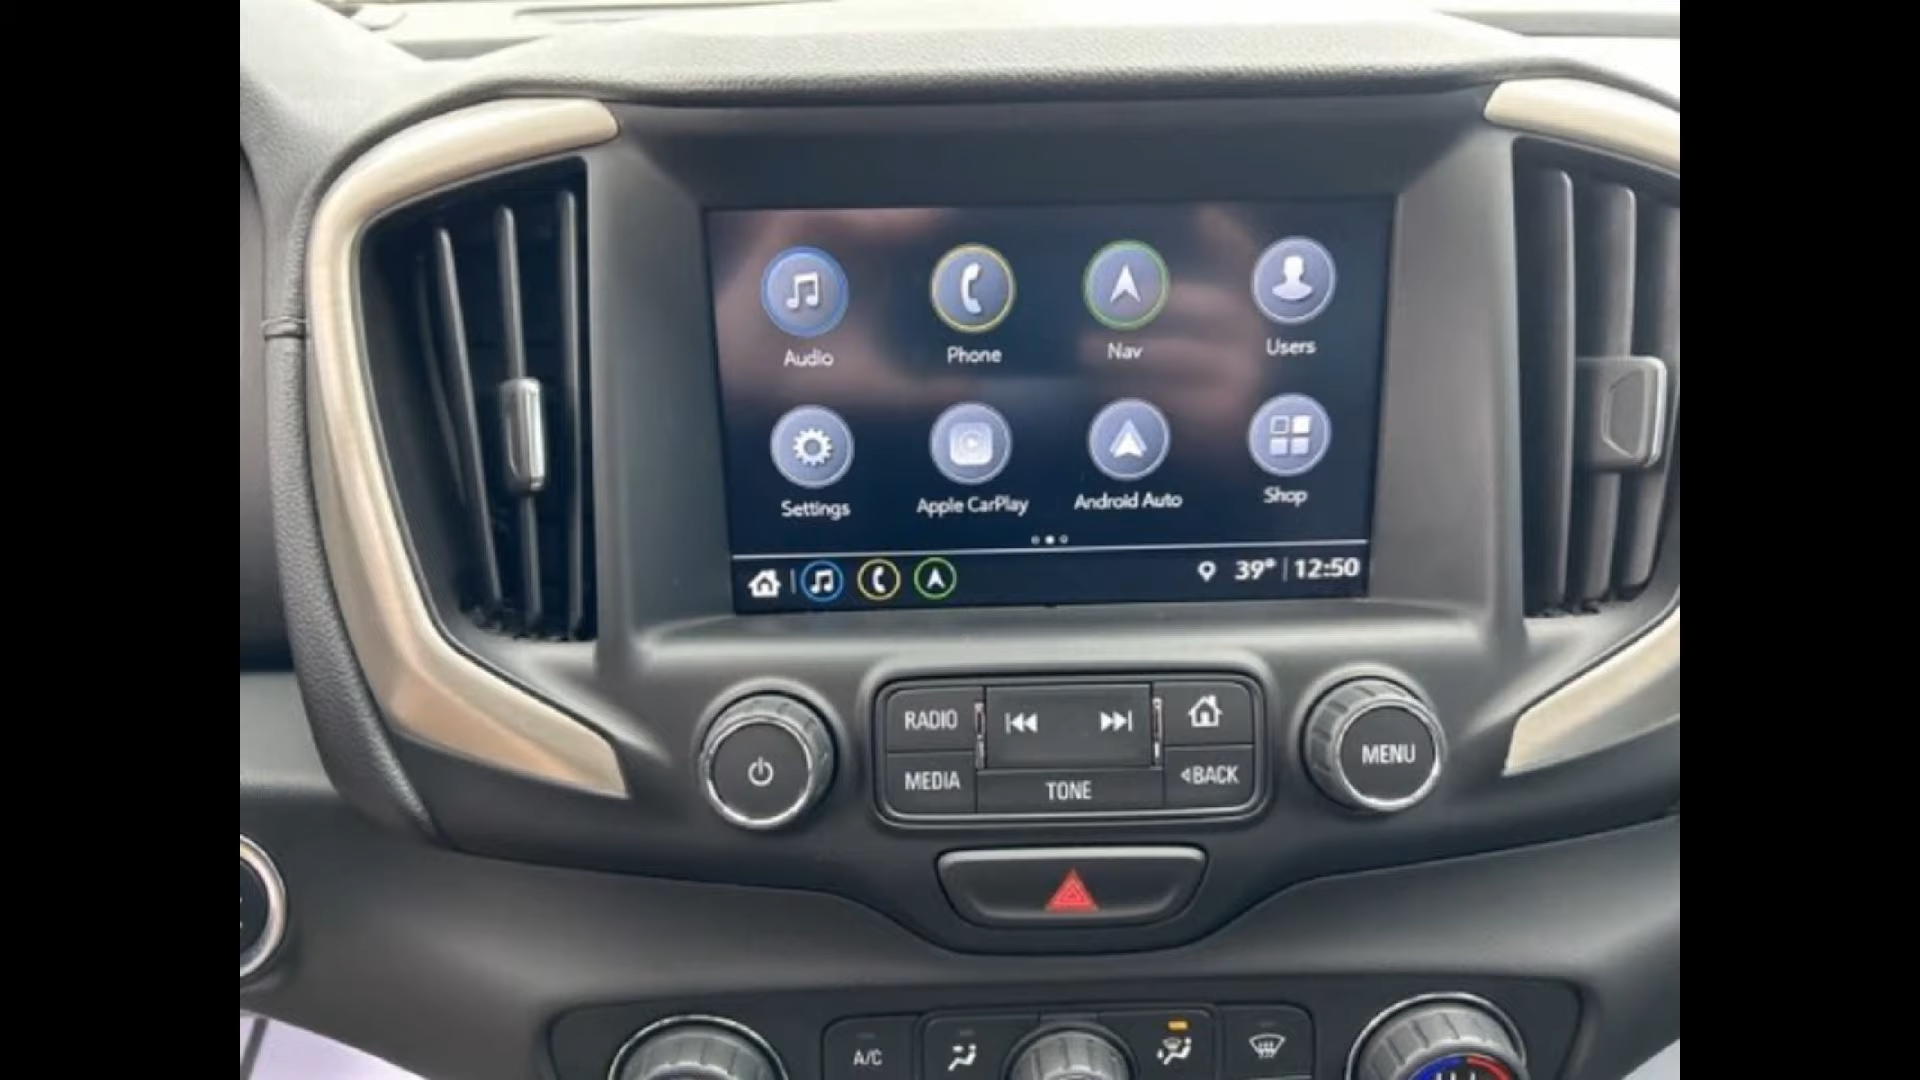 Audio Phone Nav Users
Settings Apple CarPlay Android Auto Shop
39° 12:50
RADIO
MEDIA TONE BACK
MENU
A/C